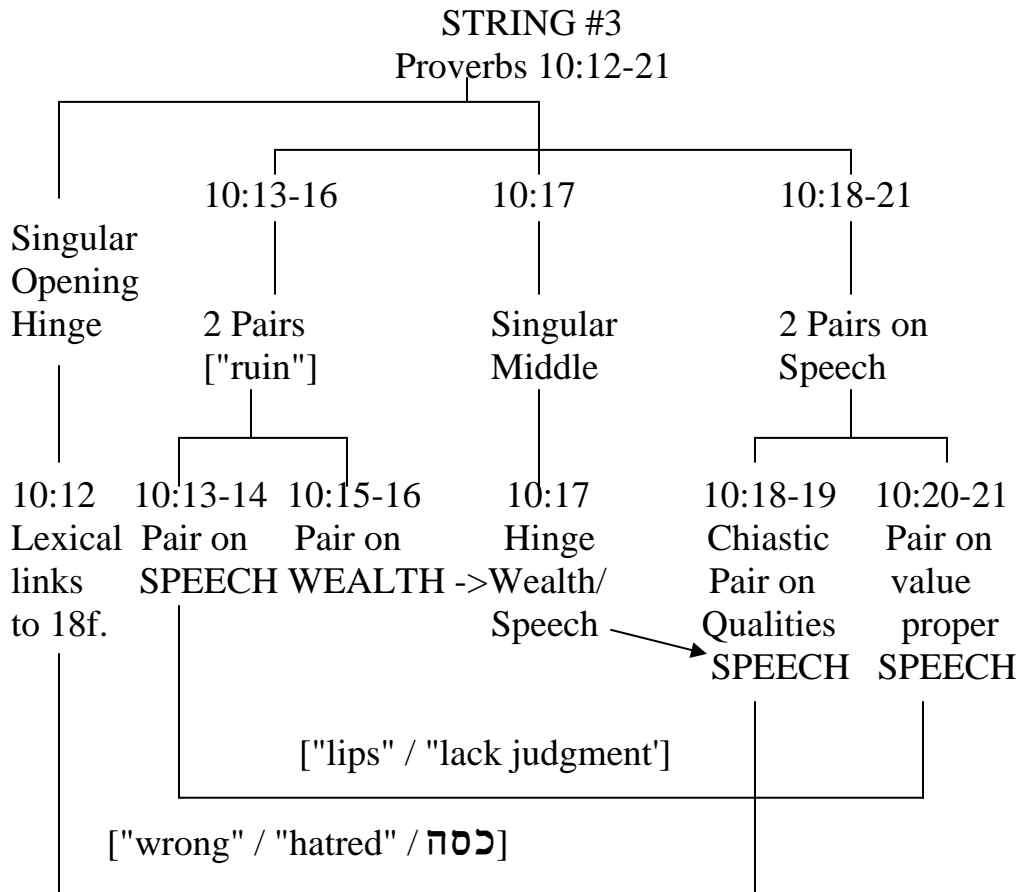 STRING #3
Proverbs 10:12-21
10:13-16 10:17 10:18-21
Singular
Opening
Hinge 2 Pairs Singular 2 Pairs on
["ruin"] Middle Speech
10:12 10:13-14 10:15-16 10:17 10:18-19 10:20-21
Lexical Pair on Pair on Hinge Chiastic Pair on
links SPEECH WEALTH ->Wealth/ Pair on value
to 18f. Speech Qualities proper
SPEECH SPEECH
["lips" / "lack judgment']
["wrong" / "hatred" / כסה]